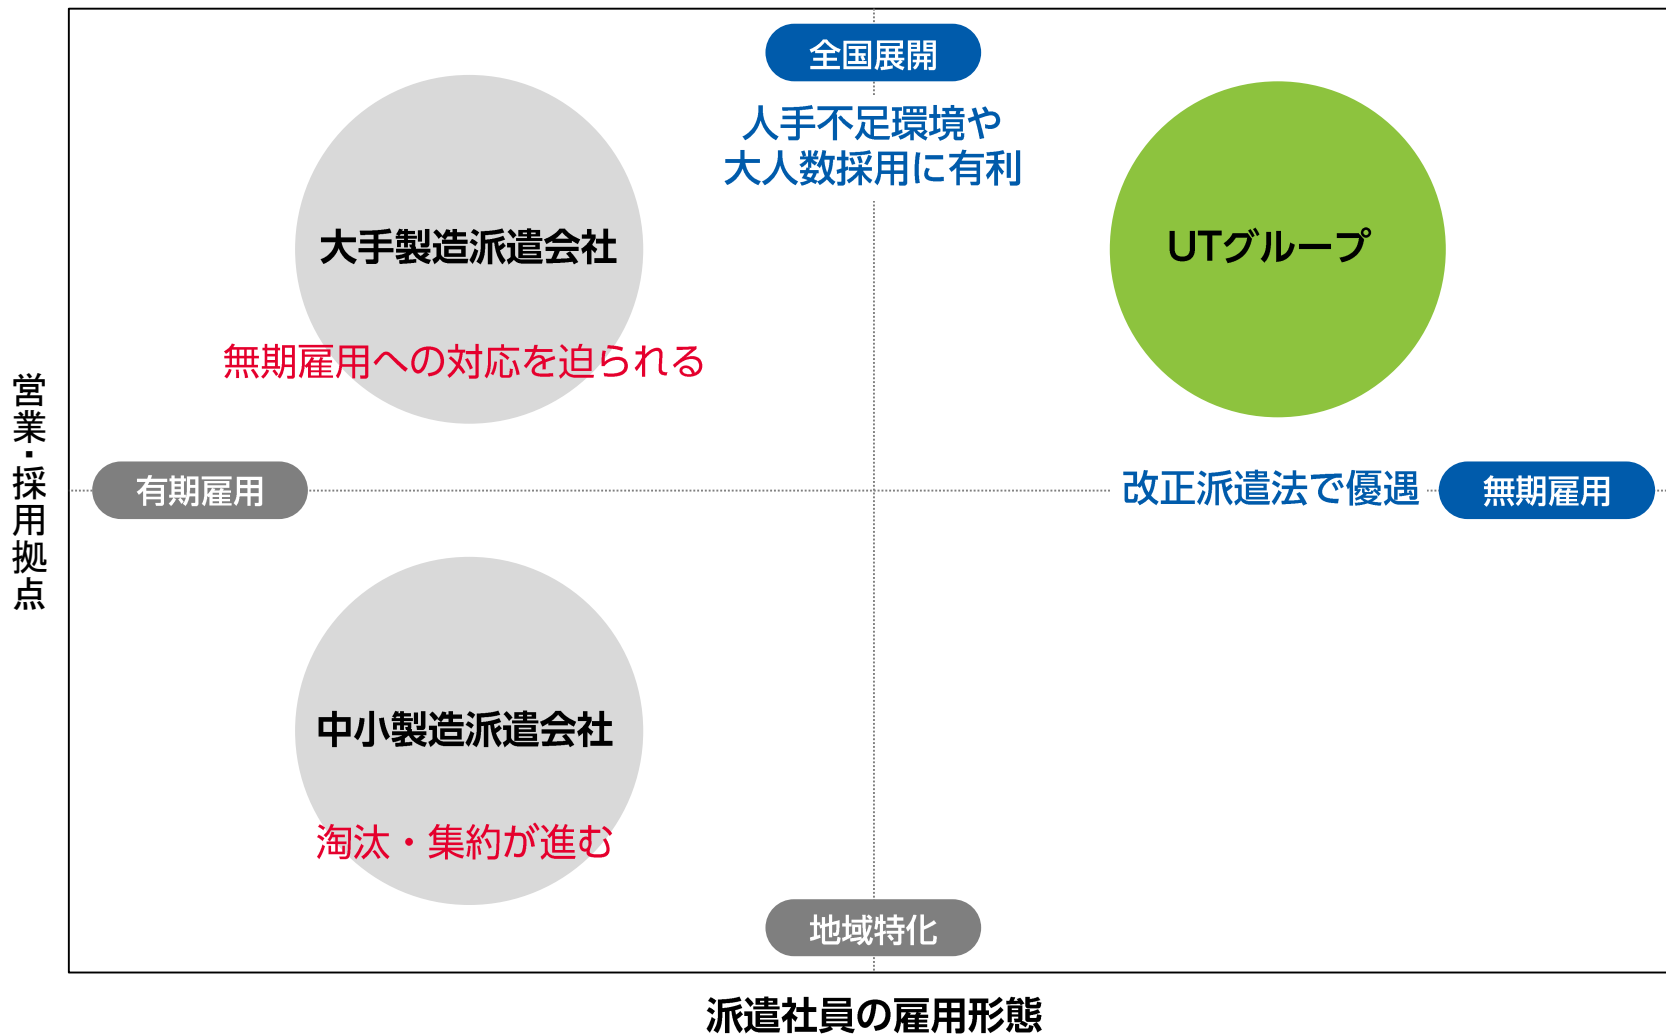 全国展開
人手不足環境や
大人数採用に有利
大手製造派遣会社
UTグループ
無期雇用への対応を迫られる
営業・採用拠点
有期雇用
改正派遣法で優遇
無期雇用
中小製造派遣会社
淘汰・集約が進む
地域特化
派遣社員の雇用形態